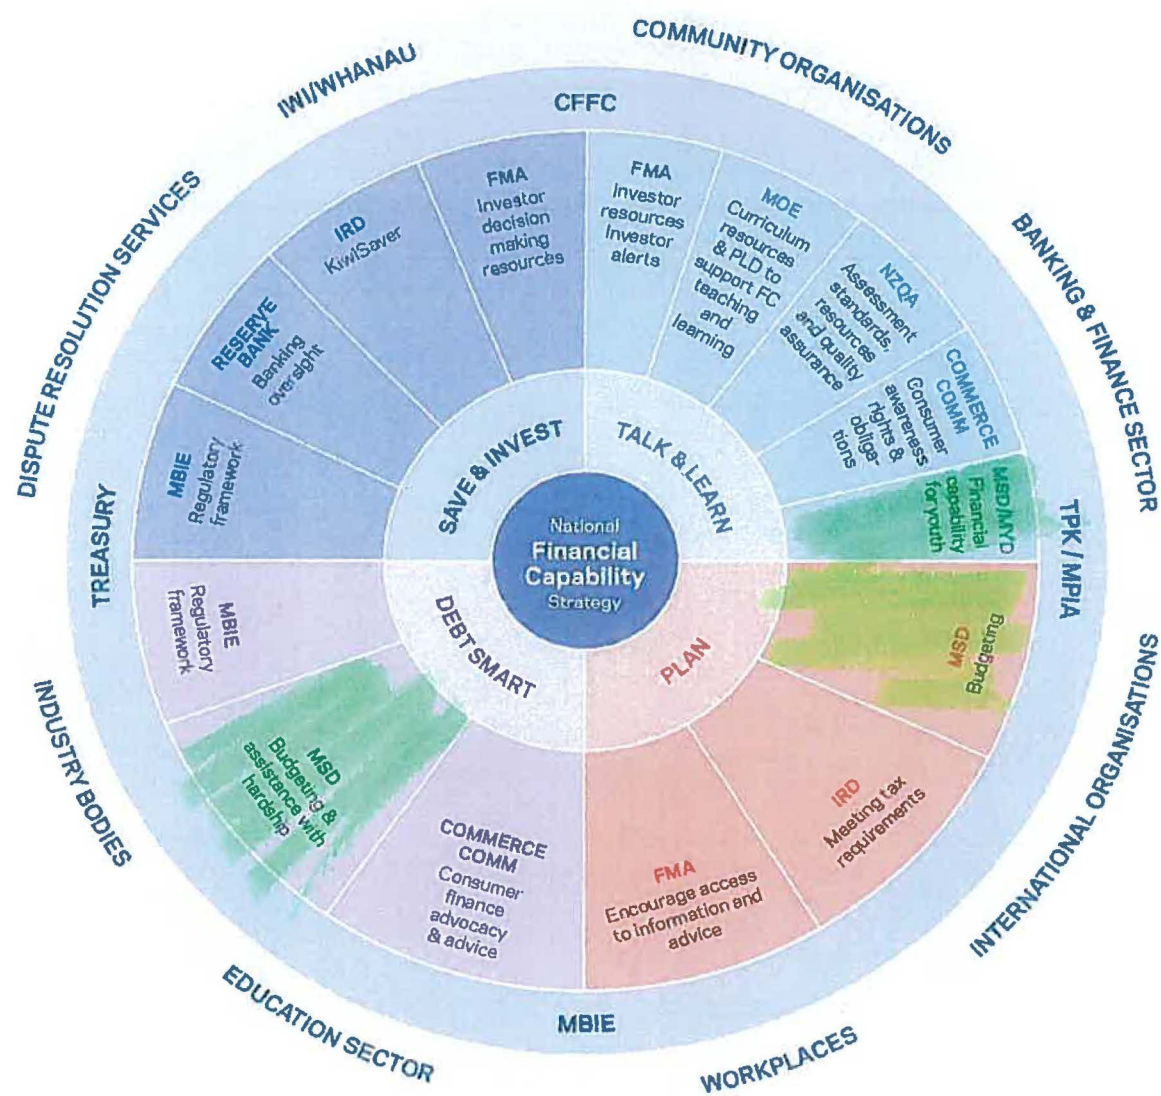 COMMUNITY ORGANISATIONS
BANKING & FINANCE SECTOR
INTERNATIONAL ORGANISATIONS
WORKPLACES
EDUCATION SECTOR
INDUSTRY BODIES
DISPUTE RESOLUTION SERVICES
IWI/WHANAU
CFFC
TPK / MPIA
MBIE
TREASURY
National
Financial
Capability
Strategy
TALK & LEARN
FMA
Investor
resources
Investor
alerts
MOE
Curriculum
resources
& PLD to
support FC
teaching
and
learning
NZQA
Assessment
standards,
resources
and quality
assurance
COMMERCE
COMM
Consumer
awareness
rights &
obliga-
tions
MSD/MYD
Financial
capability
for youth
PLAN
MSD
Budgeting
IRD
Meeting tax
requirements
FMA
Encourage access
to information and
advice
DEBT SMART
COMMERCE
COMM
Consumer
finance
advocacy
& advice
MSD
Budgeting &
assistance with
hardship
MBIE
Regulatory
framework
SAVE & INVEST
MBIE
Regulatory
framework
RESERVE
BANK
Banking
oversight
IRD
KiwiSaver
FMA
Investor
decision
making
resources